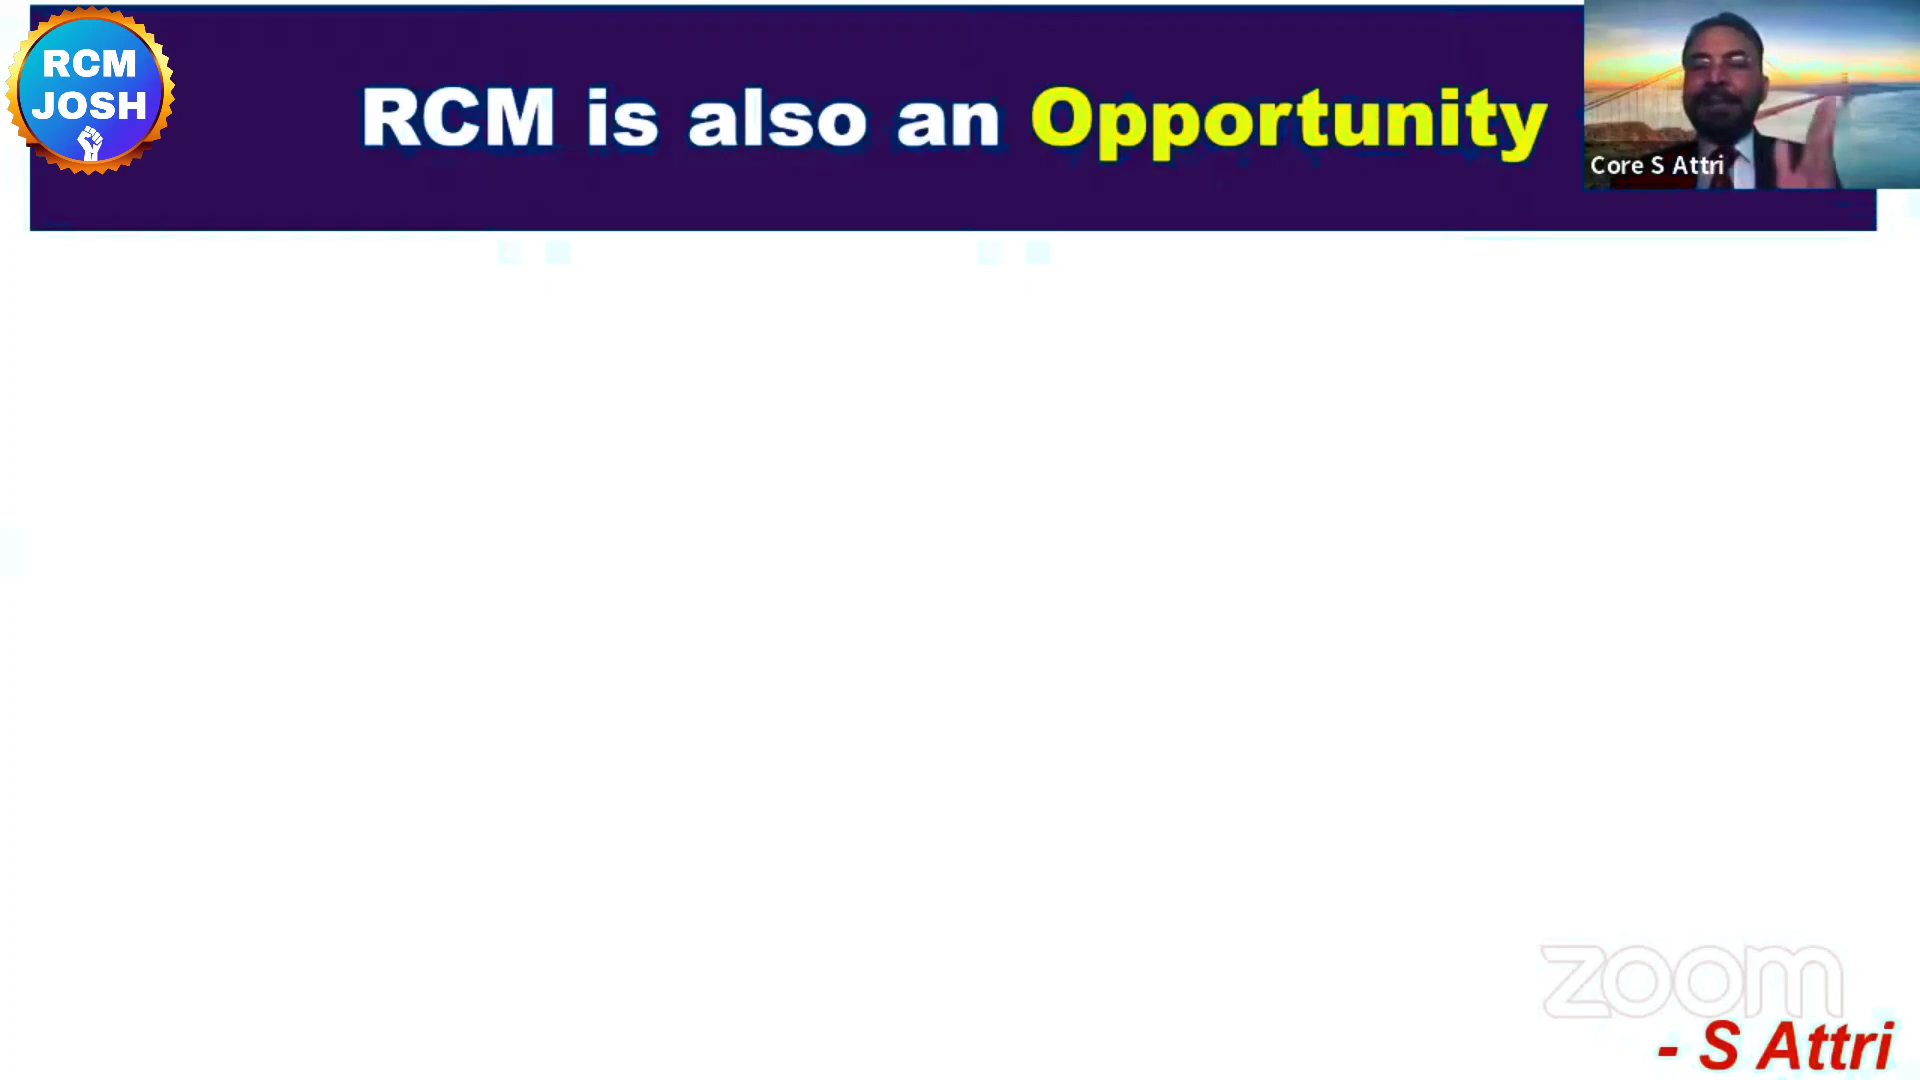 RCM
JOSH
RCM is also an Opportunity
Core S Attri
zoom
- S Attri